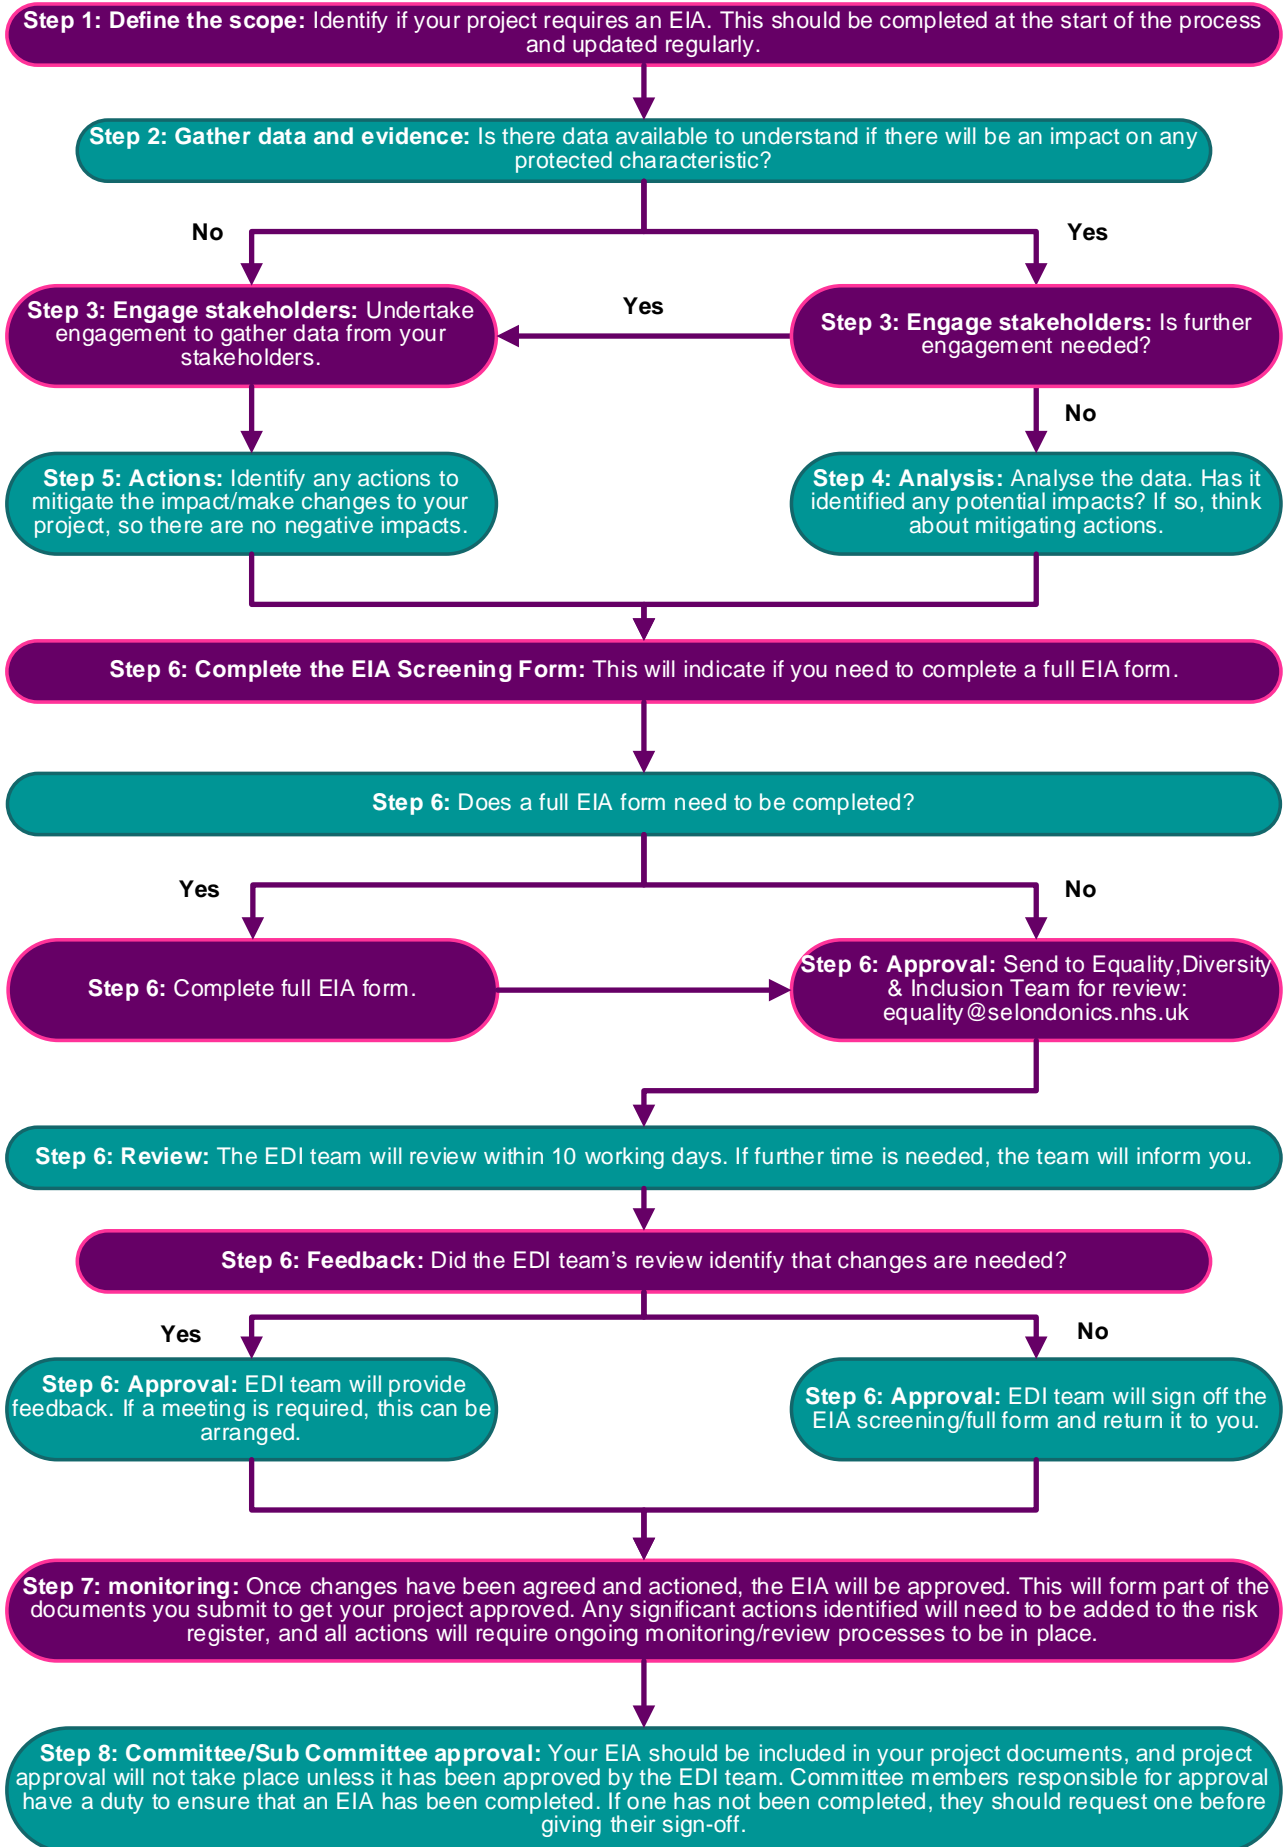 Step 1: Define the scope: Identify if your project requires an EIA. This should be completed at the start of the process
and updated regularly.
Step 2: Gather data and evidence: Is there data available to understand if there will be an impact on any
protected characteristic?
No
Yes
Step 3: Engage stakeholders: Undertake
engagement to gather data from your
stakeholders.
Yes
Step 3: Engage stakeholders: Is further
engagement needed?
No
Step 5: Actions: Identify any actions to
mitigate the impact/make changes to your
project, so there are no negative impacts.
Step 4: Analysis: Analyse the data. Has it
identified any potential impacts? If so, think
about mitigating actions.
Step 6: Complete the EIA Screening Form: This will indicate if you need to complete a full EIA form.
Step 6: Does a full EIA form need to be completed?
Yes
No
Step 6: Complete full EIA form.
Step 6: Approval: Send to Equality,Diversity
& Inclusion Team for review:
equality@selondonics.nhs.uk
Step 6: Review: The EDI team will review within 10 working days. If further time is needed, the team will inform you.
Step 6: Feedback: Did the EDI team's review identify that changes are needed?
Yes
No
Step 6: Approval: EDI team will provide
feedback. If a meeting is required, this can be
arranged.
Step 6: Approval: EDI team will sign off the
EIA screening/full form and return it to you.
Step 7: monitoring: Once changes have been agreed and actioned, the EIA will be approved. This will form part of the
documents you submit to get your project approved. Any significant actions identified will need to be added to the risk
register, and all actions will require ongoing monitoring/review processes to be in place.
Step 8: Committee/Sub Committee approval: Your EIA should be included in your project documents, and project
approval will not take place unless it has been approved by the EDI team. Committee members responsible for approval
have a duty to ensure that an EIA has been completed. If one has not been completed, they should request one before
giving their sign-off.